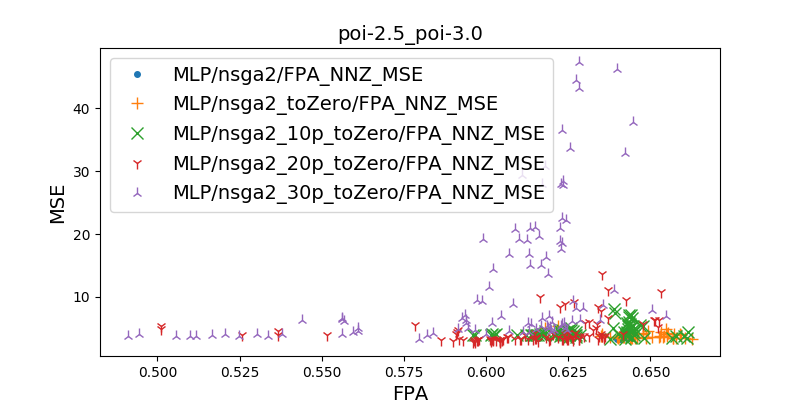 poi-2.5_poi-3.0
MLP/nsga2/FPA_NNZ_MSE
MLP/nsga2_toZero/FPA_NNZ_MSE
MLP/nsga2_10p_toZero/FPA_NNZ_MSE
MLP/nsga2_20p_toZero/FPA_NNZ_MSE
MLP/nsga2_30p_toZero/FPA_NNZ_MSE
MSE
40
30
20
10
0.500 0.525 0.550 0.575 0.600 0.625 0.650
FPA